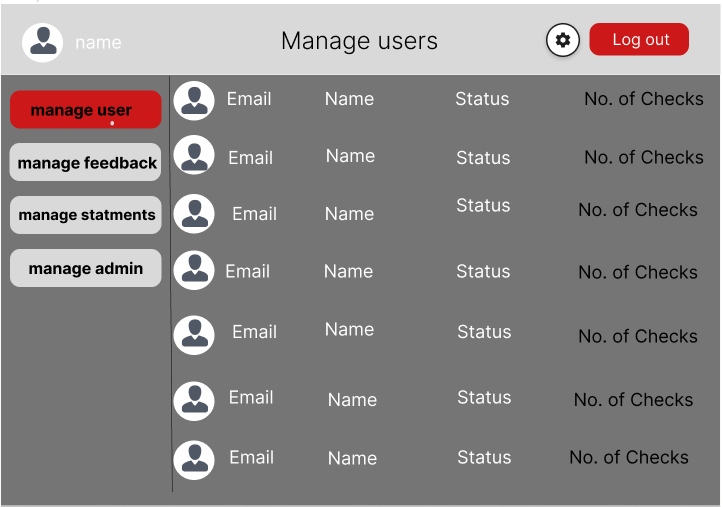 name
Manage users
Log out
manage user
manage feedback
manage statments
manage admin
Email Name Status No. of Checks
Email Name Status No. of Checks
Email Name Status No. of Checks
Email Name Status No. of Checks
Email Name Status No. of Checks
Email Name Status No. of Checks
Email Name Status No. of Checks